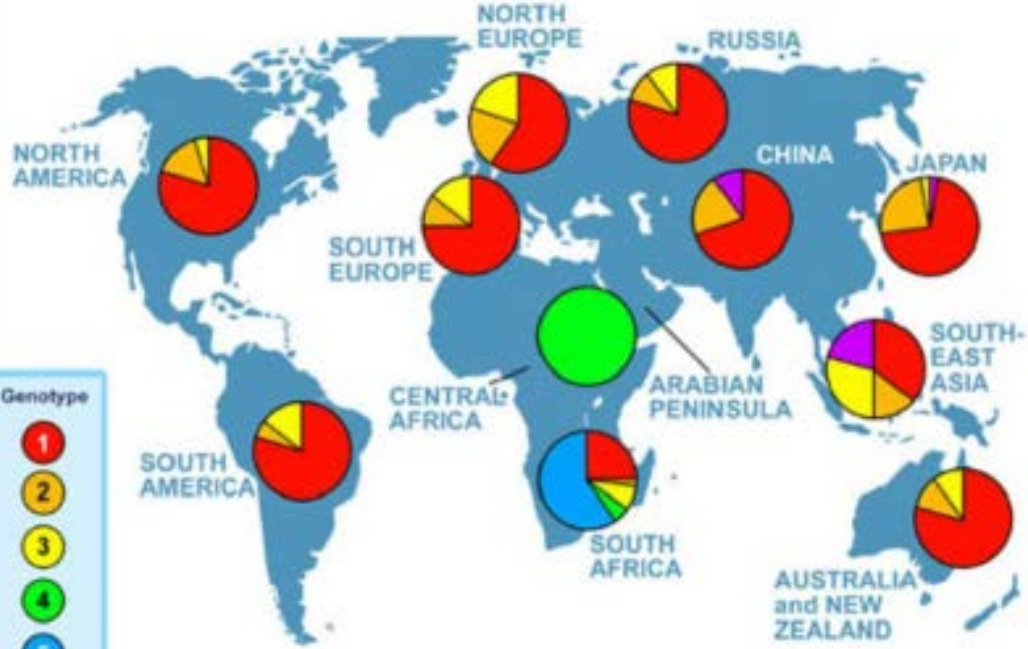 NORTH
EUROPE
RUSSIA
NORTH
AMERICA
CHINA
JAPAN
SOUTH
EUROPE
SOUTH-
EAST
ASIA
CENTRAL
AFRICA
ARABIAN
PENINSULA
Genotype
1
2
3
4
SOUTH
AMERICA
SOUTH
AFRICA
AUSTRALIA
and NEW
ZEALAND